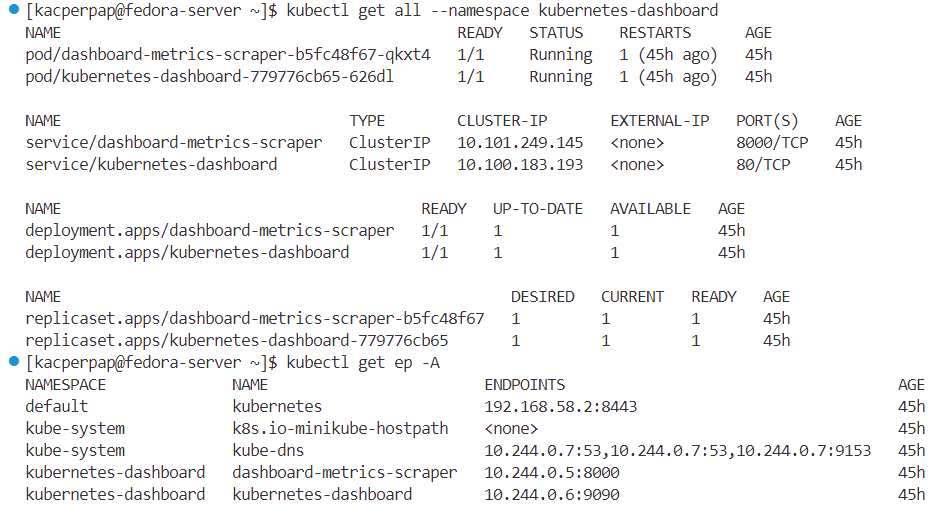 [kacperpap@fedora-server ~]$ kubectl get all --namespace kubernetes-dashboard
NAME READY STATUS RESTARTS AGE
pod/dashboard-metrics-scraper-b5fc48f67-qkxt4 1/1 Running 1 (45h ago) 45h
pod/kubernetes-dashboard-779776cb65-626dl 1/1 Running 1 (45h ago) 45h
NAME TYPE CLUSTER-IP EXTERNAL-IP PORT(S) AGE
service/dashboard-metrics-scraper ClusterIP 10.101.249.145 <none> 8000/TCP 45h
service/kubernetes-dashboard ClusterIP 10.100.183.193 <none> 80/TCP 45h
NAME READY UP-TO-DATE AVAILABLE AGE
deployment.apps/dashboard-metrics-scraper 1/1 1 1 45h
deployment.apps/kubernetes-dashboard 1/1 1 1 45h
NAME DESIRED CURRENT READY AGE
replicaset.apps/dashboard-metrics-scraper-b5fc48f67 1 1 1 45h
replicaset.apps/kubernetes-dashboard-779776cb65 1 1 1 45h
[kacperpap@fedora-server ~]$ kubectl get ep -A
NAMESPACE NAME ENDPOINTS AGE
default kubernetes 192.168.58.2:8443 45h
kube-system k8s.io-minikube-hostpath <none> 45h
kube-system kube-dns 10.244.0.7:53,10.244.0.7:53,10.244.0.7:9153 45h
kubernetes-dashboard dashboard-metrics-scraper 10.244.0.5:8000 45h
kubernetes-dashboard kubernetes-dashboard 10.244.0.6:9090 45h